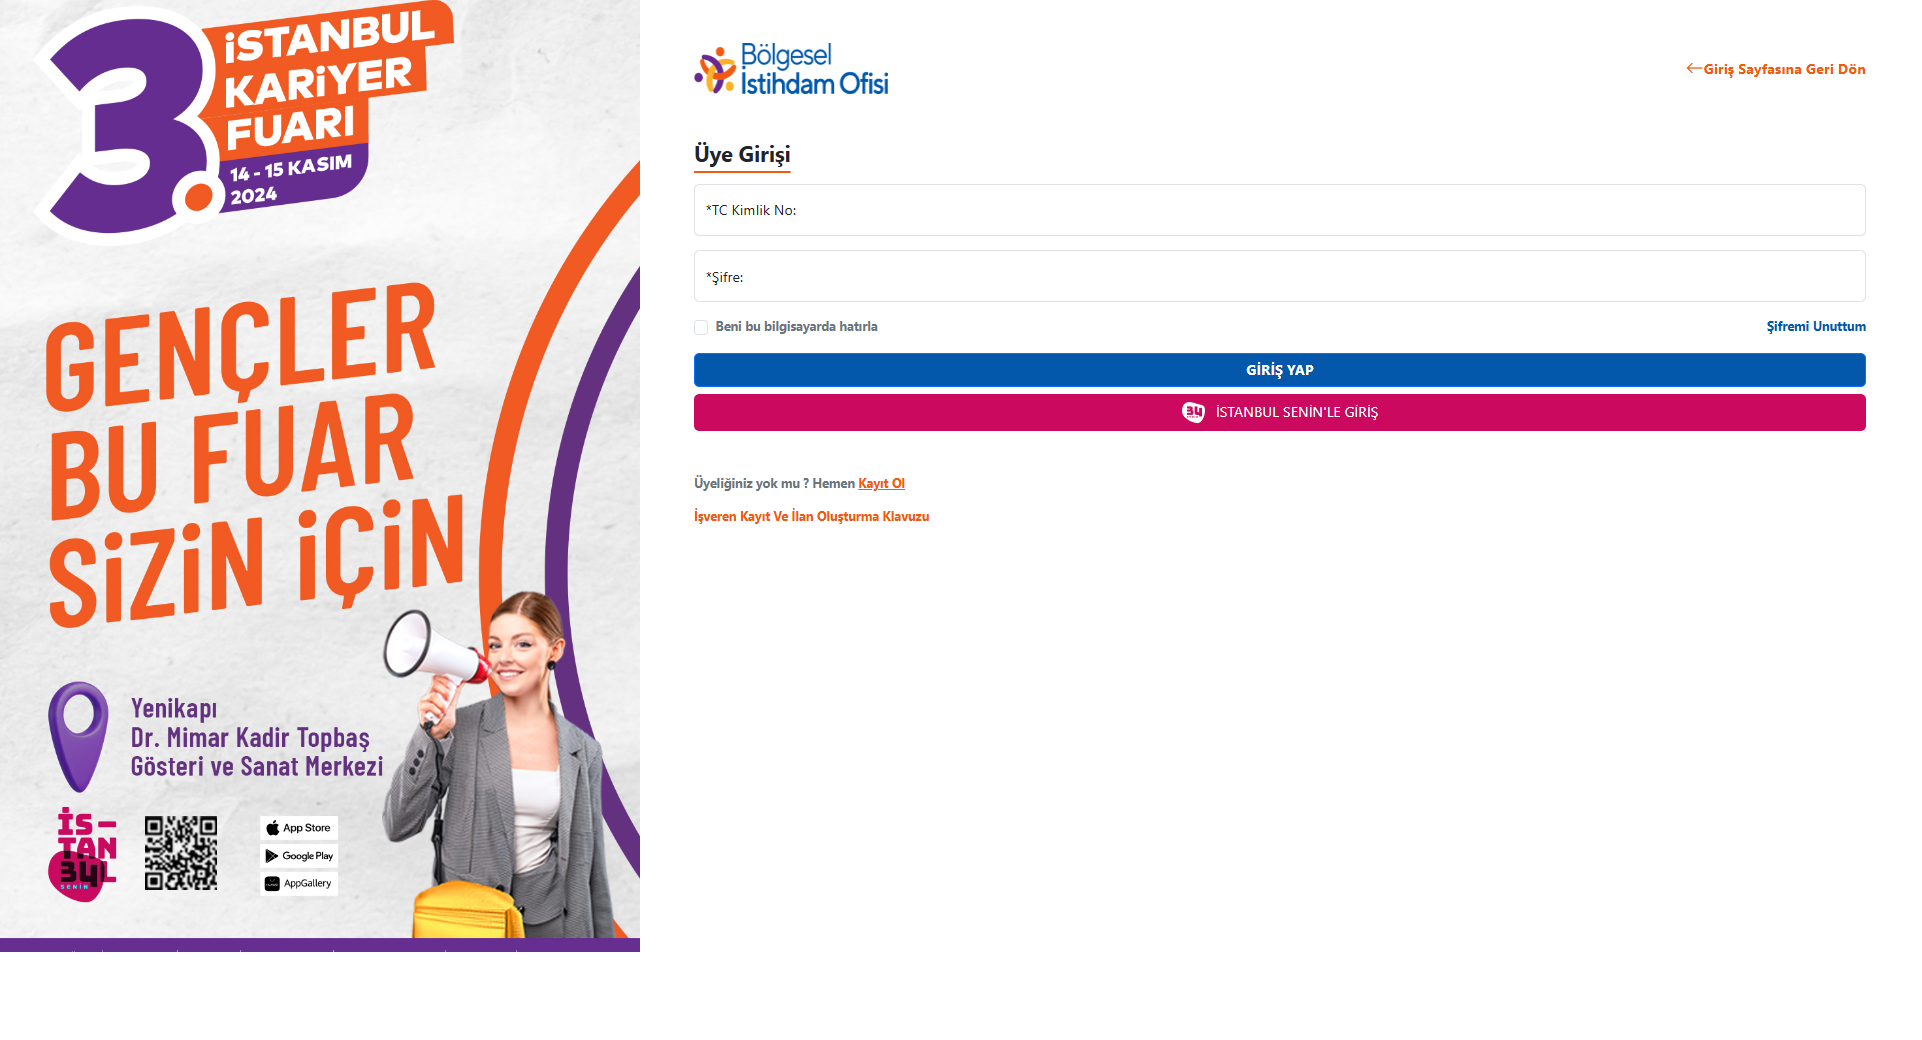 3.
İSTANBUL
KARİYER
FUARI
14 - 15 KASIM
2024
GENÇLER
BU FUAR
SİZİN İÇİN
Yenikapı
Dr. Mimar Kadir Topbaş
Gösteri ve Sanat Merkezi
İS-
TAN
34L
SENİN
App Store
Google Play
AppGallery
Bölgesel
İstihdam Ofisi
Giriş Sayfasına Geri Dön
Üye Girişi
*TC Kimlik No:
*Şifre:
Beni bu bilgisayarda hatırla
Şifremi Unuttum
GİRİŞ YAP
34 SENİN İSTANBUL SENİN'LE GİRİŞ
Üyeliğiniz yok mu ? Hemen Kayıt Ol
İşveren Kayıt Ve İlan Oluşturma Klavuzu